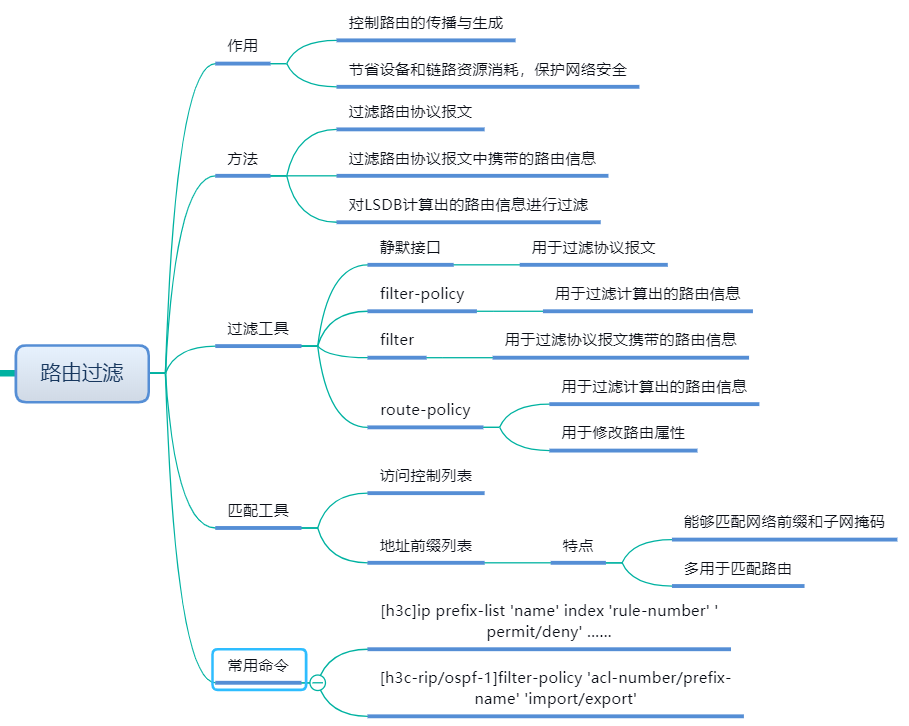 路由过滤
作用
控制路由的传播与生成
节省设备和链路资源消耗，保护网络安全
方法
过滤路由协议报文
过滤路由协议报文中携带的路由信息
对LSDB计算出的路由信息进行过滤
过滤工具
静默接口
用于过滤协议报文
filter-policy
用于过滤计算出的路由信息
filter
用于过滤协议报文携带的路由信息
route-policy
用于过滤计算出的路由信息
用于修改路由属性
匹配工具
访问控制列表
地址前缀列表
特点
能够匹配网络前缀和子网掩码
多用于匹配路由
常用命令
[h3c]ip prefix-list 'name' index 'rule-number' '
permit/deny' ......
[h3c-rip/ospf-1]filter-policy 'acl-number/prefix-
name' 'import/export'